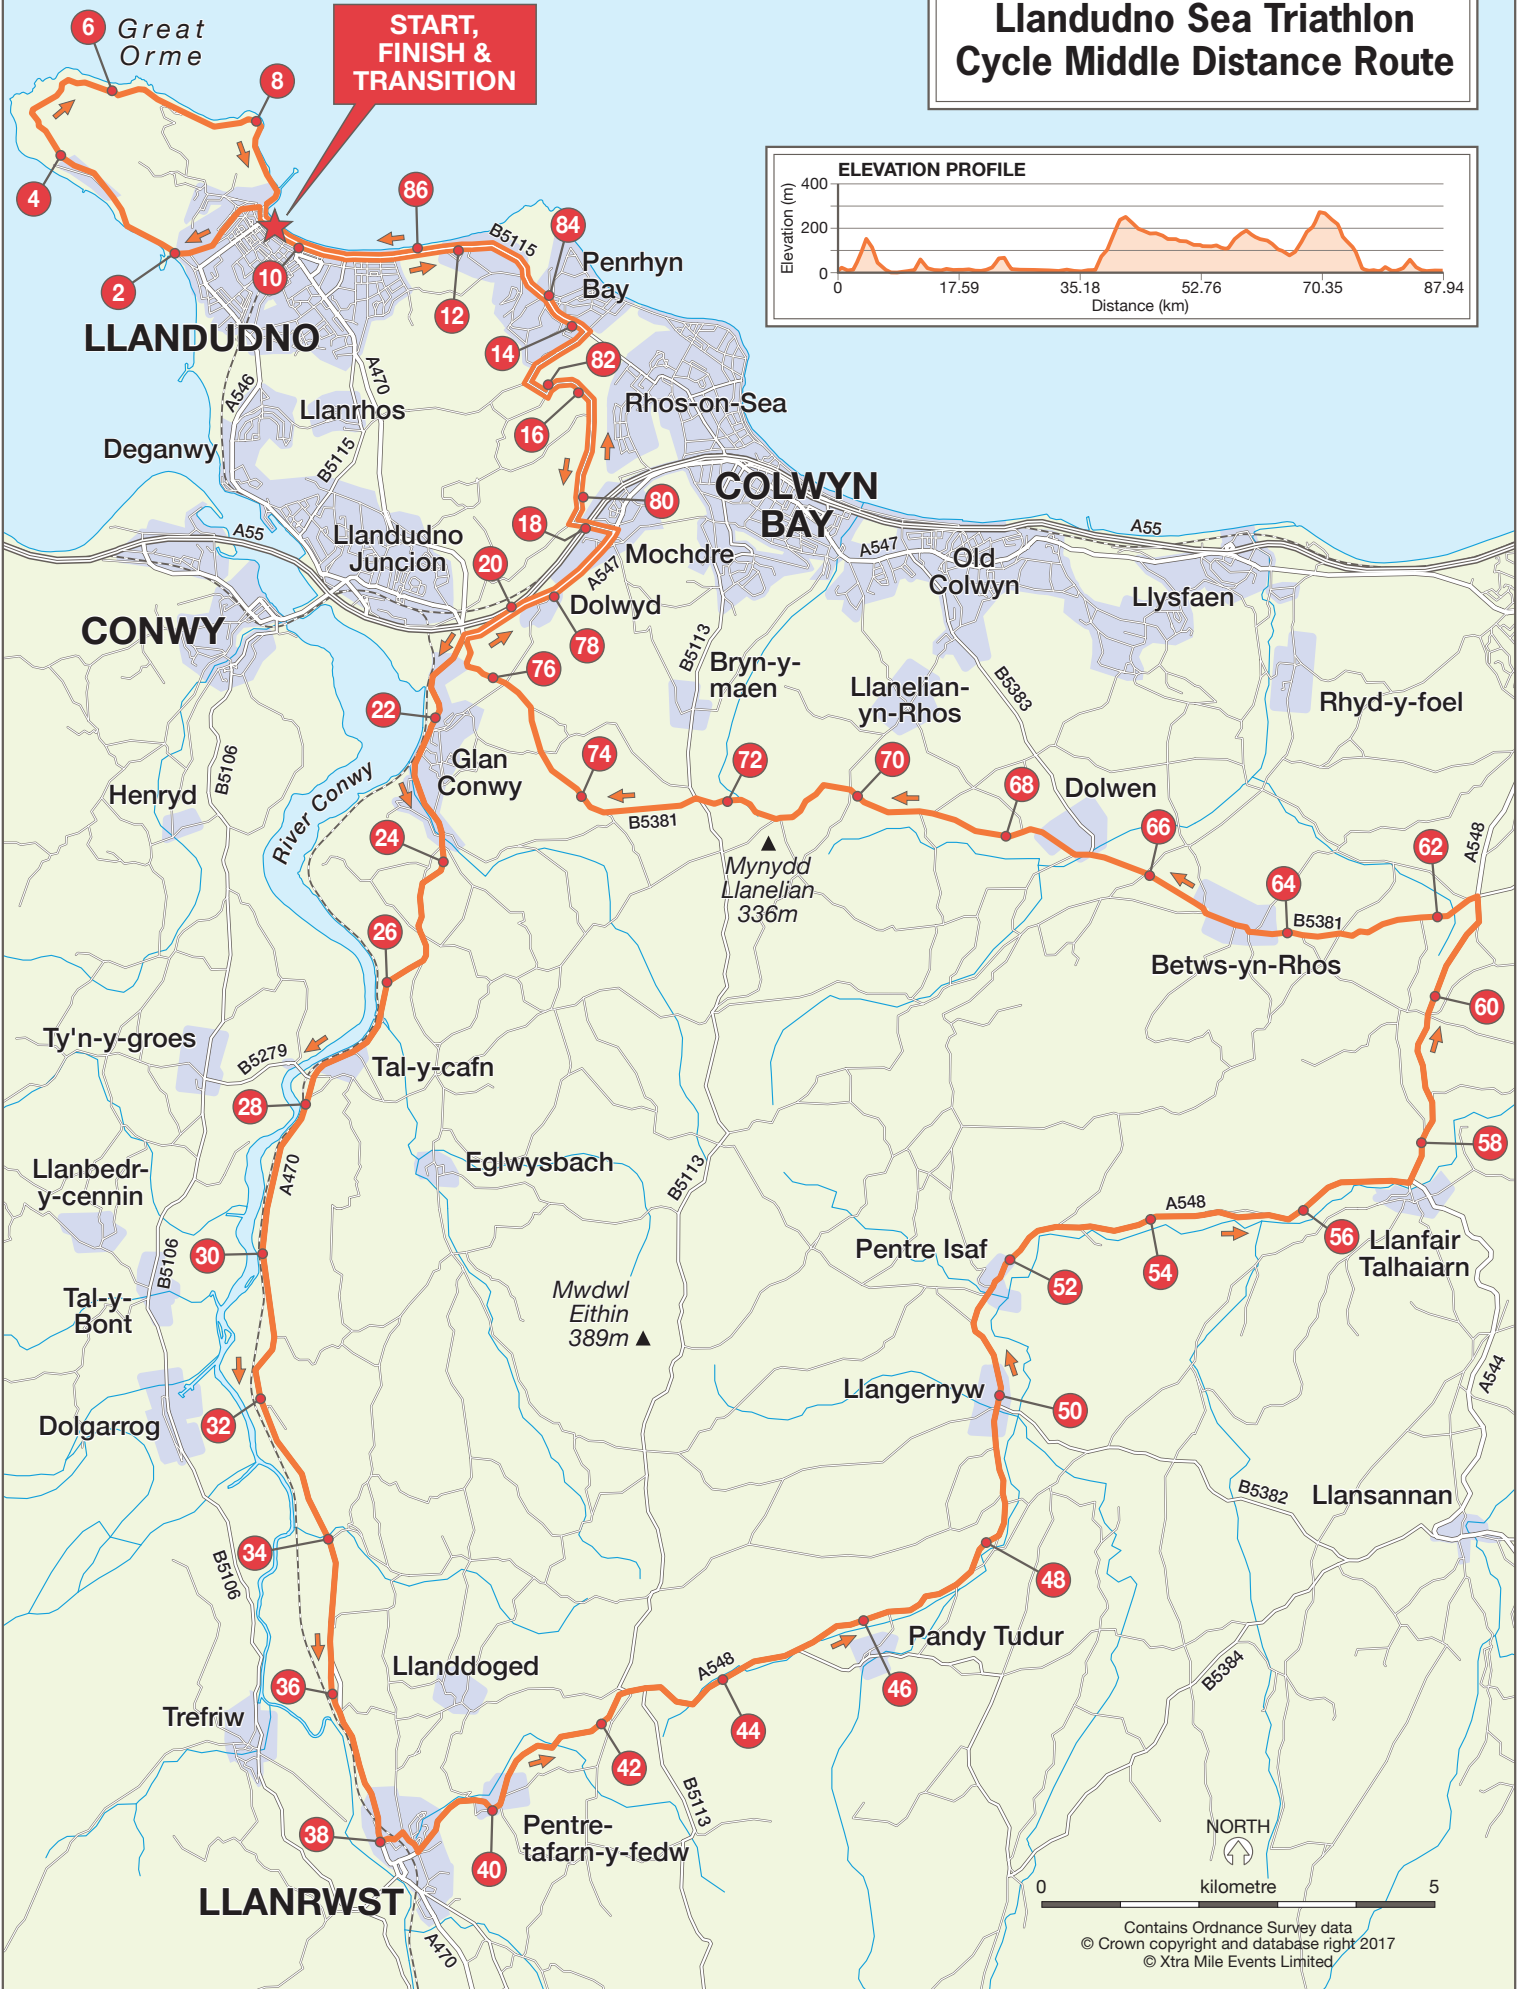 Llandudno Sea Triathlon
Cycle Middle Distance Route
START,
FINISH &
TRANSITION
6
Great
Orme
8
4
2
10
86
12
B5115
84
Penrhyn
Bay
14
82
16
LLANDUDNO
A546
A470
Llanrhos
B5115
Deganwy
Rhos-on-Sea
ELEVATION PROFILE
Elevation (m)
400
200
0
0
17.59
35.18
52.76
70.35
87.94
Distance (km)
COLWYN
BAY
80
18
A55
Llandudno
Juncion
20
Mochdre
A547
Dolwyd
78
A547
Old
Colwyn
A55
Llysfaen
CONWY
76
B5113
Bryn-y-
maen
Llanelian-
yn-Rhos
B5383
Rhyd-y-foel
22
B5106
Glan
Conwy
74
72
70
68
Dolwen
66
62
A548
Henryd
River Conwy
24
B5381
Mynydd
Llanelian
336m
64
B5381
Betws-yn-Rhos
26
60
Ty'n-y-groes
B5279
Tal-y-cafn
28
58
Llanbedr-
y-cennin
A470
Eglwysbach
B5113
A548
30
B5106
Pentre Isaf
52
54
56
Llanfair
Talhaiarn
Tal-y-
Bont
Mwdwl
Eithin
389m
A544
Dolgarrog
32
Llangernyw
50
B5382
Llansannan
34
B5106
48
Pandy Tudur
Llanddoged
A548
46
B5384
36
Trefriw
44
42
B5113
38
40
Pentre-
tafarn-y-fedw
LLANRWST
A470
NORTH
0
kilometre
5
Contains Ordnance Survey data
© Crown copyright and database right 2017
© Xtra Mile Events Limited